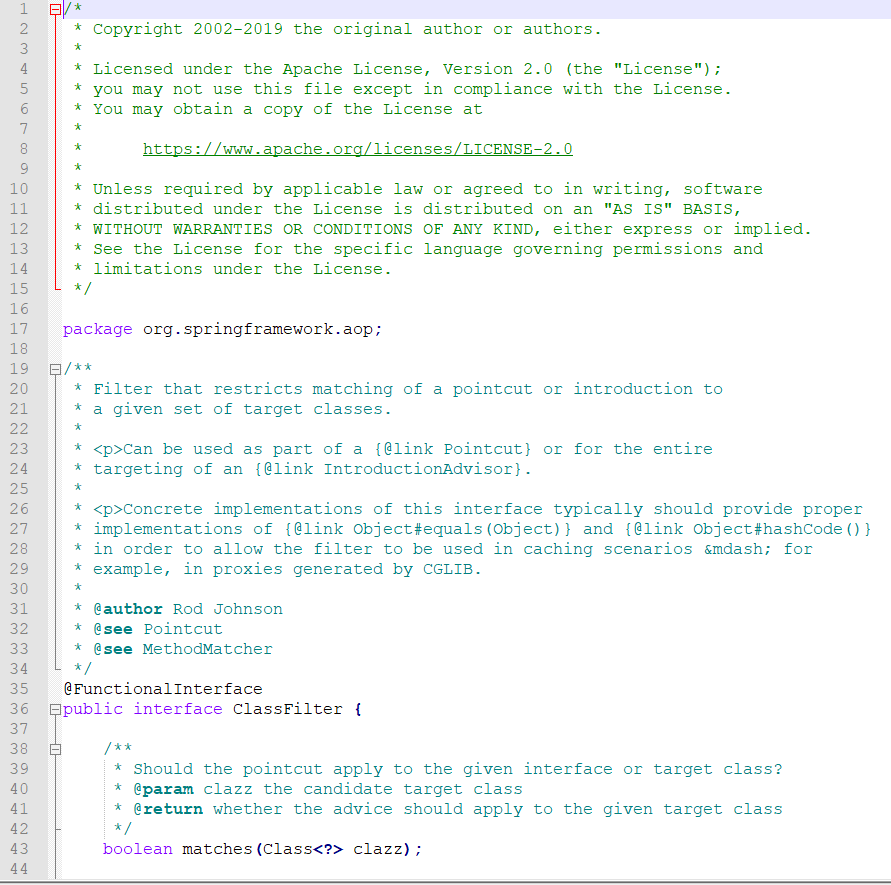 1 /*
2  * Copyright 2002-2019 the original author or authors.
3  *
4  * Licensed under the Apache License, Version 2.0 (the "License");
5  * you may not use this file except in compliance with the License.
6  * You may obtain a copy of the License at
7  *
8  *      https://www.apache.org/licenses/LICENSE-2.0
9  *
10  * Unless required by applicable law or agreed to in writing, software
11  * distributed under the License is distributed on an "AS IS" BASIS,
12  * WITHOUT WARRANTIES OR CONDITIONS OF ANY KIND, either express or implied.
13  * See the License for the specific language governing permissions and
14  * limitations under the License.
15  */
16
17 package org.springframework.aop;
18
19 /**
20  * Filter that restricts matching of a pointcut or introduction to
21  * a given set of target classes.
22  *
23  * <p>Can be used as part of a {@link Pointcut} or for the entire
24  * targeting of an {@link IntroductionAdvisor}.
25  *
26  * <p>Concrete implementations of this interface typically should provide proper
27  * implementations of {@link Object#equals(Object)} and {@link Object#hashCode()}
28  * in order to allow the filter to be used in caching scenarios &mdash; for
29  * example, in proxies generated by CGLIB.
30  *
31  * @author Rod Johnson
32  * @see Pointcut
33  * @see MethodMatcher
34  */
35 @FunctionalInterface
36 public interface ClassFilter {
37
38     /**
39      * Should the pointcut apply to the given interface or target class?
40      * @param clazz the candidate target class
41      * @return whether the advice should apply to the given target class
42      */
43     boolean matches(Class<?> clazz);
44